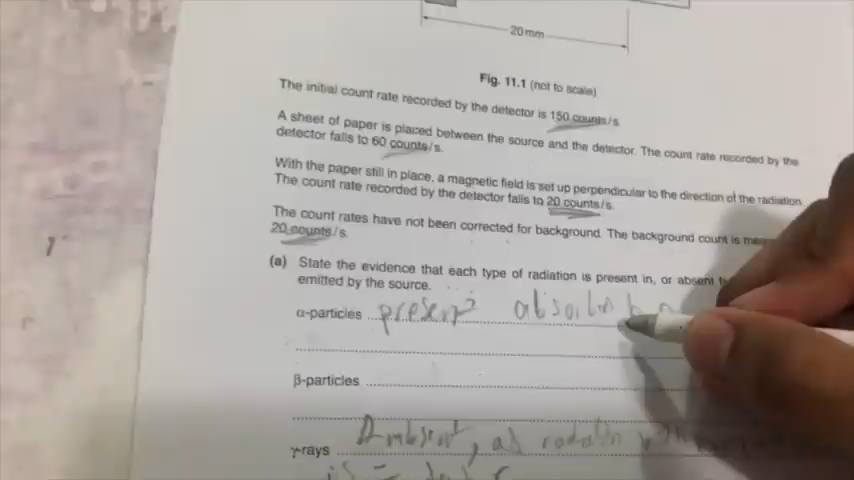 20 mm
Fig. 11.1 (not to scale)
The initial count rate recorded by the detector is 150 counts/s.
A sheet of paper is placed between the source and the detector. The count rate recorded by the
detector falls to 60 counts/s.
With the paper still in place, a magnetic field is set up perpendicular to the direction of the radiation.
The count rate recorded by the detector falls to 20 counts/s.
The count rates have not been corrected for background. The background count is
20 counts/s.
(a) State the evidence that each type of radiation is present in, or absent
emitted by the source.
α-particles present
β-particles
γ-rays , as
is =